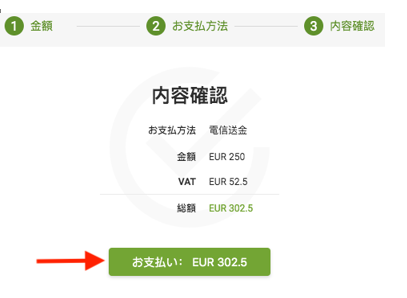 1 金額 2 お支払方法 3 内容確認
内容確認
お支払方法 電信送金
金額 EUR 250
VAT EUR 52.5
総額 EUR 302.5
お支払い: EUR 302.5